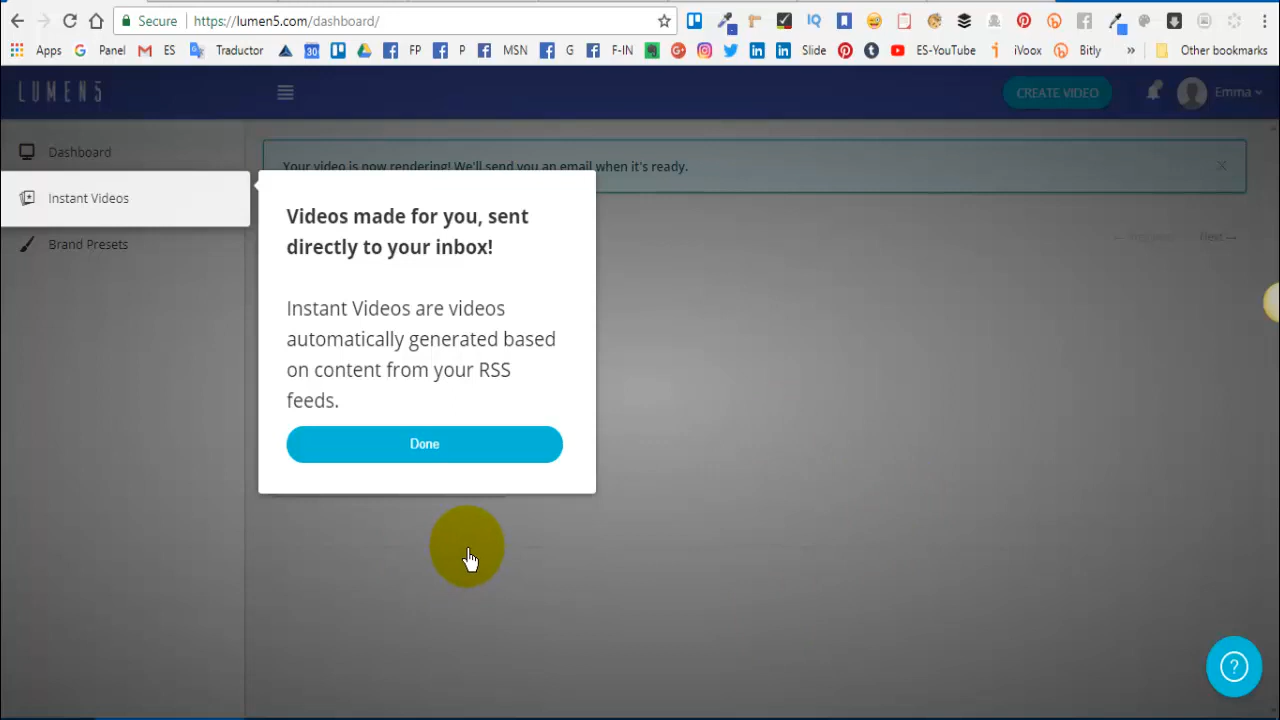 Secure https://lumen5.com/dashboard/
Apps Panel ES Traductor FP P MSN G F-IN Slide ES-YouTube iVoox Bitly » Other bookmarks
LUMEN5 CREATE VIDEO Emma
Dashboard
Your video is now rendering! We'll send you an email when it's ready.
Instant Videos
Brand Presets
Videos made for you, sent
directly to your inbox!
Instant Videos are videos
automatically generated based
on content from your RSS
feeds.
Done
Next